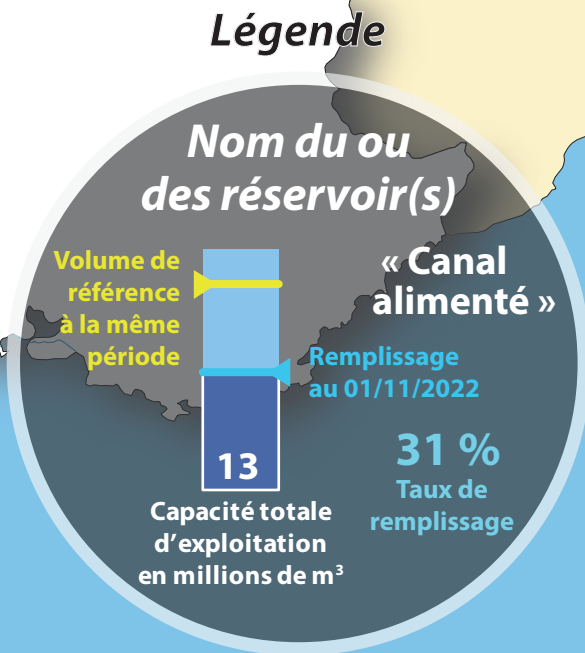 Légende
Nom du ou
des réservoir(s)
Volume de
référence
à la même
période
« Canal
alimenté »
Remplissage
au 01/11/2022
13
31 %
Taux de
remplissage
Capacité totale
d’exploitation
en millions de m³